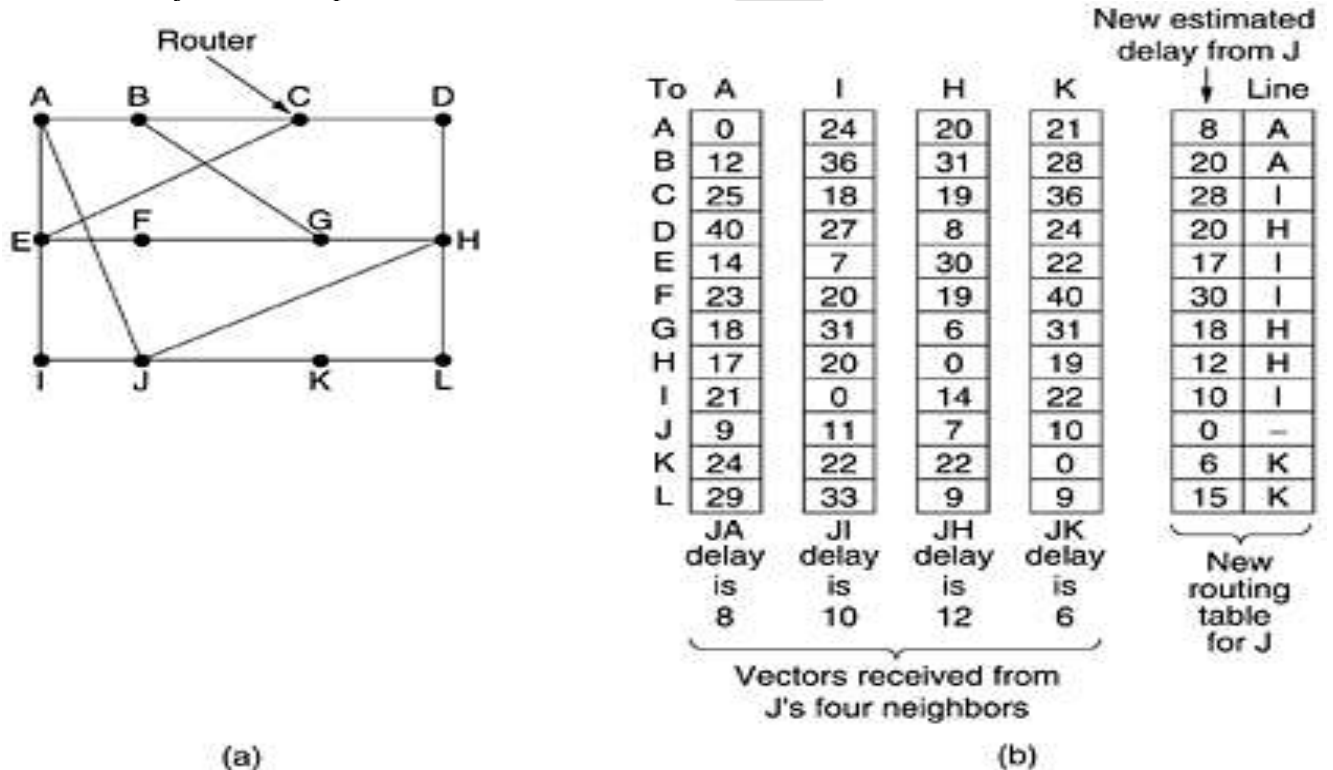 New estimated
delay from J
Router
A B C D
E F G H
I J K L
To A I H K Line
A 0 24 20 21 8 A
B 12 36 31 28 20 A
C 25 18 19 36 28 I
D 40 27 8 24 20 H
E 14 7 30 22 17 I
F 23 20 19 40 30 I
G 18 31 6 31 18 H
H 17 20 0 19 12 H
I 21 0 14 22 10 I
J 9 11 7 10 0 –
K 24 22 22 0 6 K
L 29 33 9 9 15 K
JA JI JH JK
delay delay delay delay
is is is is
8 10 12 6
New
routing
table
for J
Vectors received from
J's four neighbors
(a) (b)